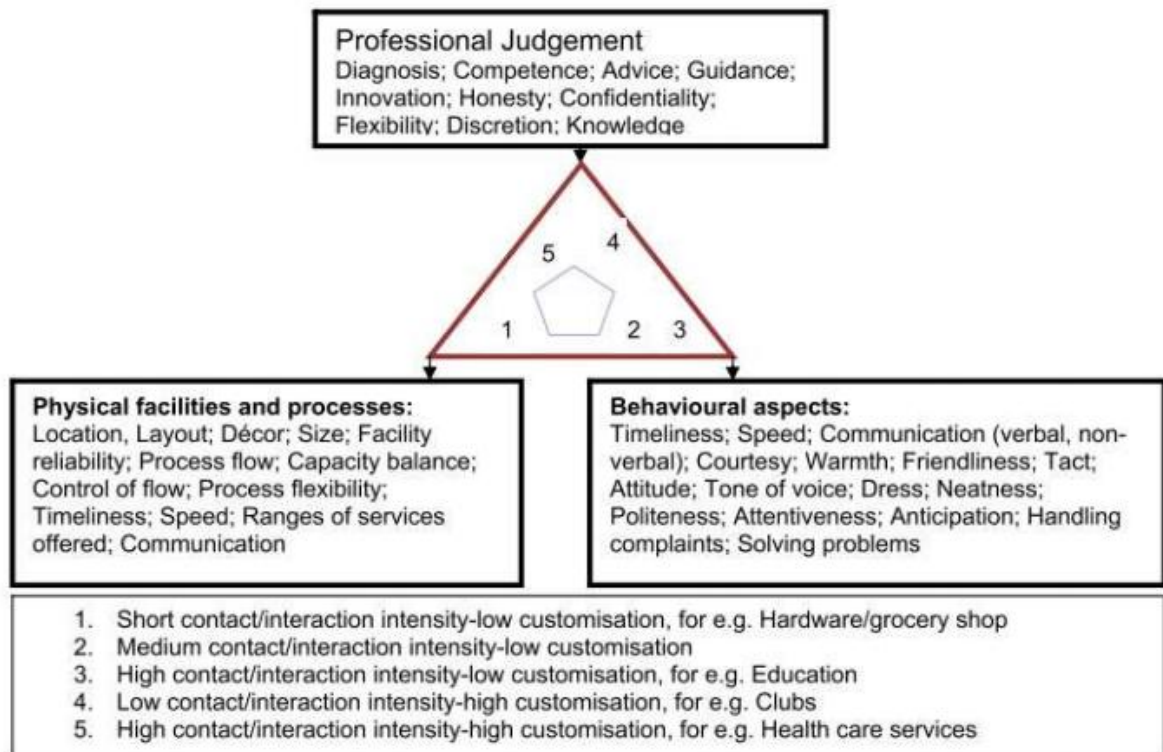 Professional Judgement
Diagnosis; Competence; Advice; Guidance;
Innovation; Honesty; Confidentiality;
Flexibility; Discretion; Knowledge
5
4
1
2
3
Physical facilities and processes:
Location, Layout; Décor; Size; Facility
reliability; Process flow; Capacity balance;
Control of flow; Process flexibility;
Timeliness; Speed; Ranges of services
offered; Communication
Behavioural aspects:
Timeliness; Speed; Communication (verbal, non-
verbal); Courtesy; Warmth; Friendliness; Tact;
Attitude; Tone of voice; Dress; Neatness;
Politeness; Attentiveness; Anticipation; Handling
complaints; Solving problems
1. Short contact/interaction intensity-low customisation, for e.g. Hardware/grocery shop
2. Medium contact/interaction intensity-low customisation
3. High contact/interaction intensity-low customisation, for e.g. Education
4. Low contact/interaction intensity-high customisation, for e.g. Clubs
5. High contact/interaction intensity-high customisation, for e.g. Health care services